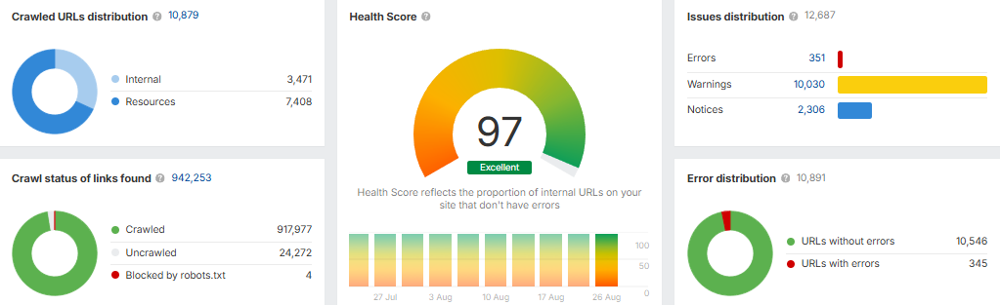 Crawled URLs distribution ? 10,879
Internal 3,471
Resources 7,408
Crawl status of links found ? 942,253
Crawled 917,977
Uncrawled 24,272
Blocked by robots.txt 4
Health Score ?
97
Excellent
Health Score reflects the proportion of internal URLs on your
site that don't have errors
100
50
0
27 Jul 3 Aug 10 Aug 17 Aug 26 Aug
Issues distribution ? 12,687
Errors 351
Warnings 10,030
Notices 2,306
Error distribution ? 10,891
URLs without errors 10,546
URLs with errors 345